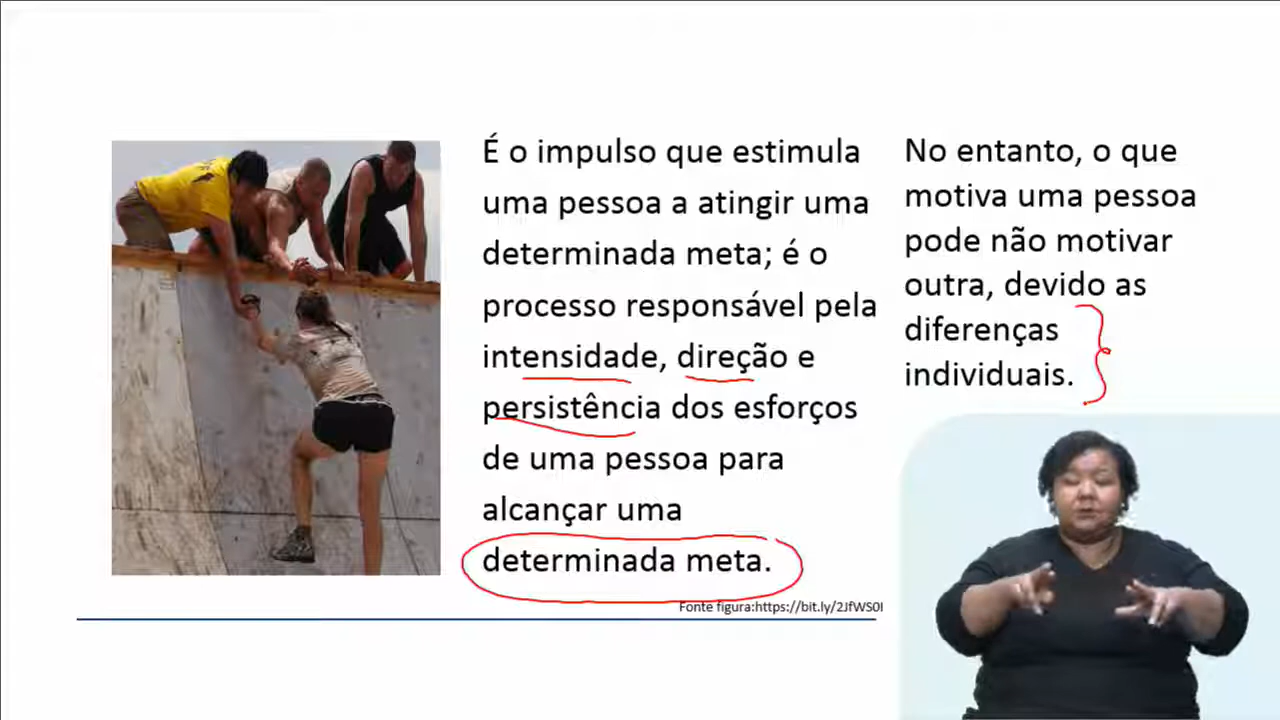 É o impulso que estimula
uma pessoa a atingir uma
determinada meta; é o
processo responsável pela
intensidade, direção e
persistência dos esforços
de uma pessoa para
alcançar uma
determinada meta.
Fonte figura:https://bit.ly/2JfWS0I
No entanto, o que
motiva uma pessoa
pode não motivar
outra, devido as
diferenças
individuais.